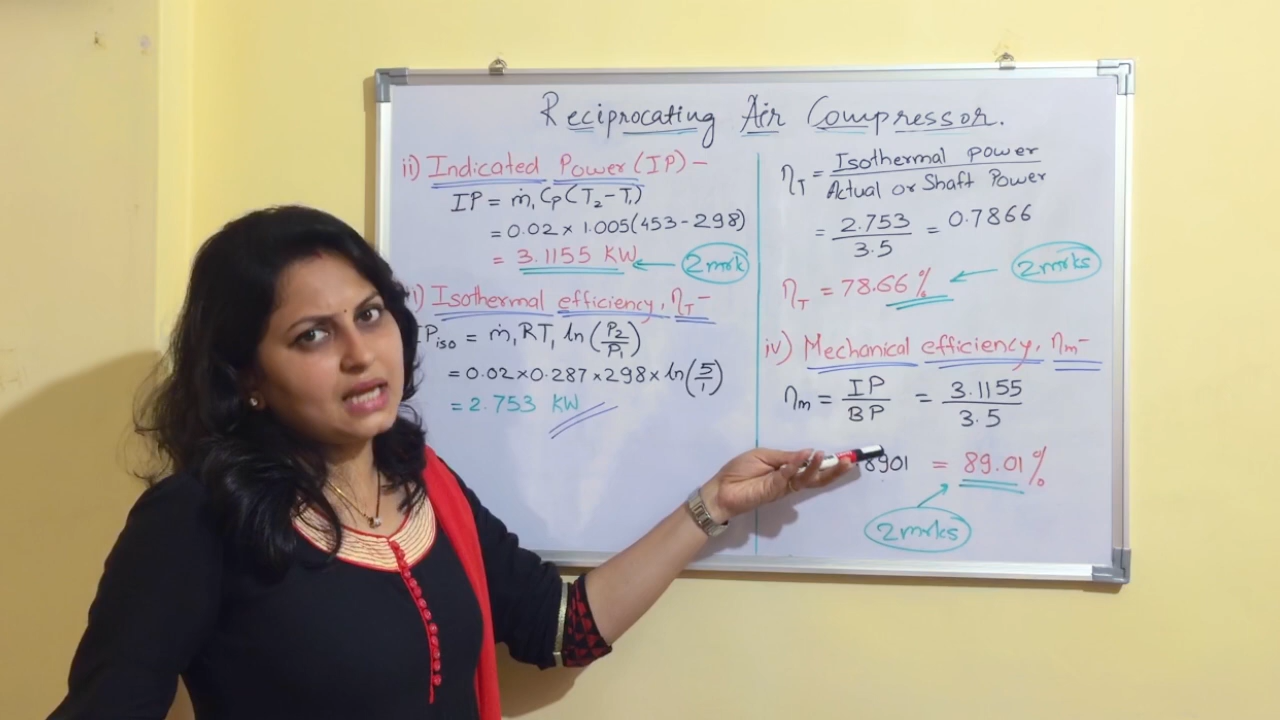 Reciprocating Air Compressor.
ii) Indicated Power (IP) -
IP = ṁ₁ Cp (T₂ - T₁)
= 0.02 × 1.005 (453 - 298)
= 3.1155 KW ← 2 mrk
i) Isothermal efficiency, ηT -
IPiso = ṁ₁ R T₁ ln (P₂/P₁)
= 0.02 × 0.287 × 298 × ln (5/1)
= 2.753 KW
ηT = Isothermal power / Actual or Shaft Power
= 2.753 / 3.5 = 0.7866
ηT = 78.66 % ← 2 mrks
iv) Mechanical efficiency, ηm -
ηm = IP / BP = 3.1155 / 3.5
8901 = 89.01 %
2 mrks